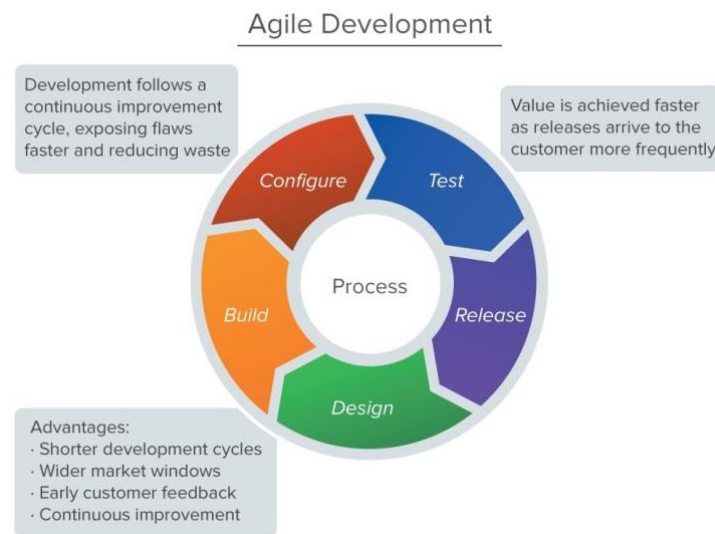 Agile Development
Development follows a
continuous improvement
cycle, exposing flaws
faster and reducing waste
Value is achieved faster
as releases arrive to the
customer more frequently
Configure
Test
Process
Build
Release
Design
Advantages:
· Shorter development cycles
· Wider market windows
· Early customer feedback
· Continuous improvement